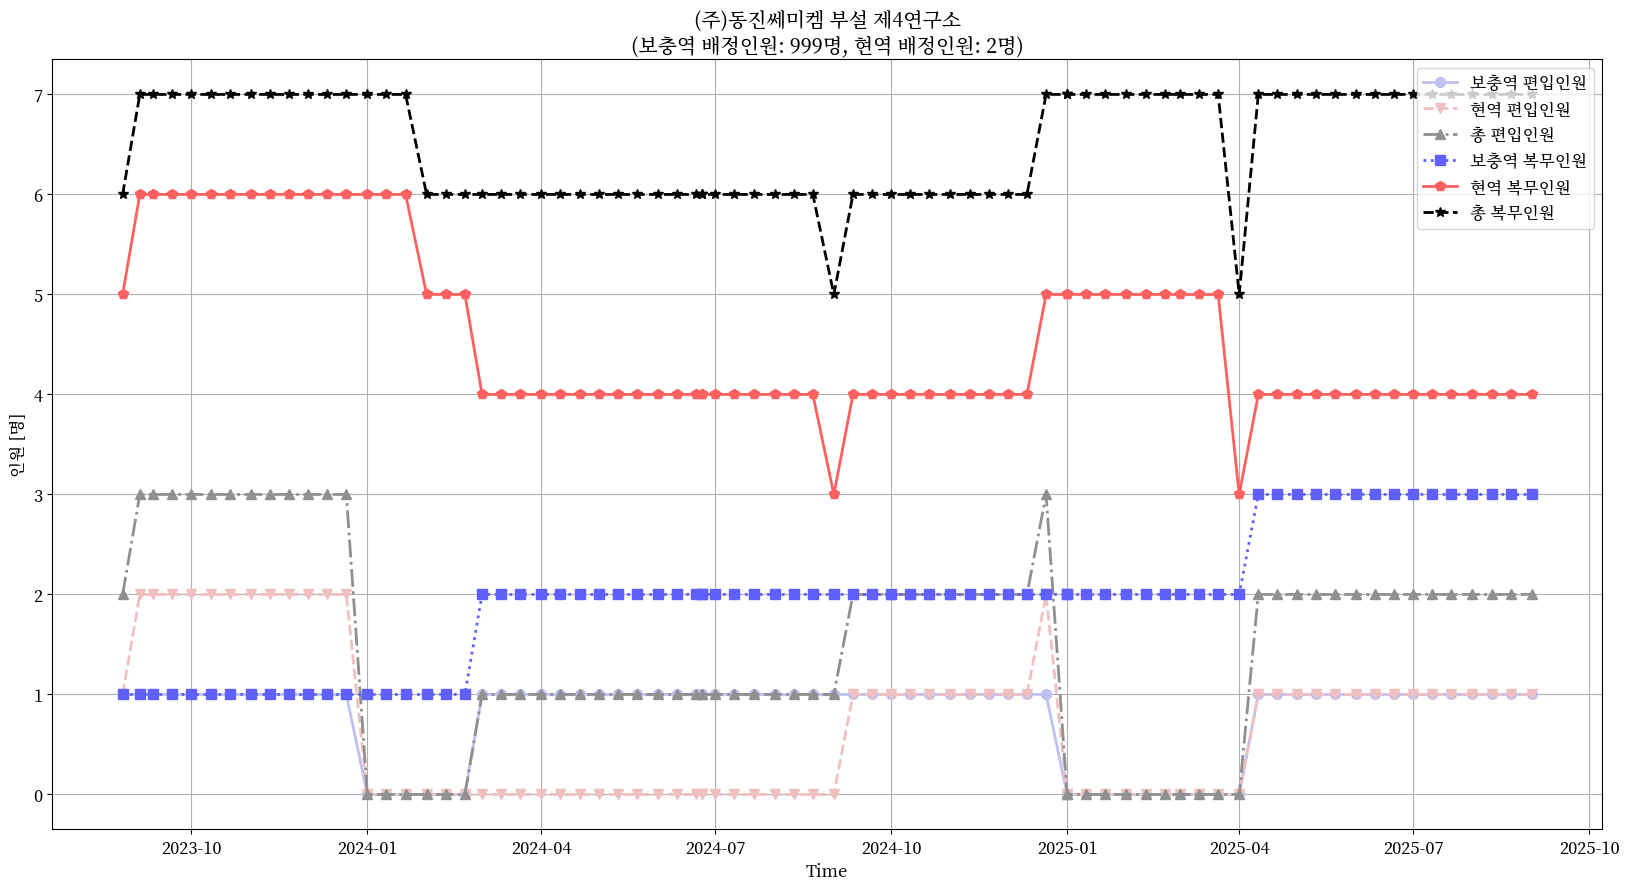 (주)동진쎄미켐 부설 제4연구소
(보충역 배정인원: 999명, 현역 배정인원: 2명)
보충역 편입인원
현역 편입인원
총 편입인원
보충역 복무인원
현역 복무인원
총 복무인원
인원 [명]
7
6
5
4
3
2
1
0
2023-10
2024-01
2024-04
2024-07
2024-10
2025-01
2025-04
2025-07
2025-10
Time